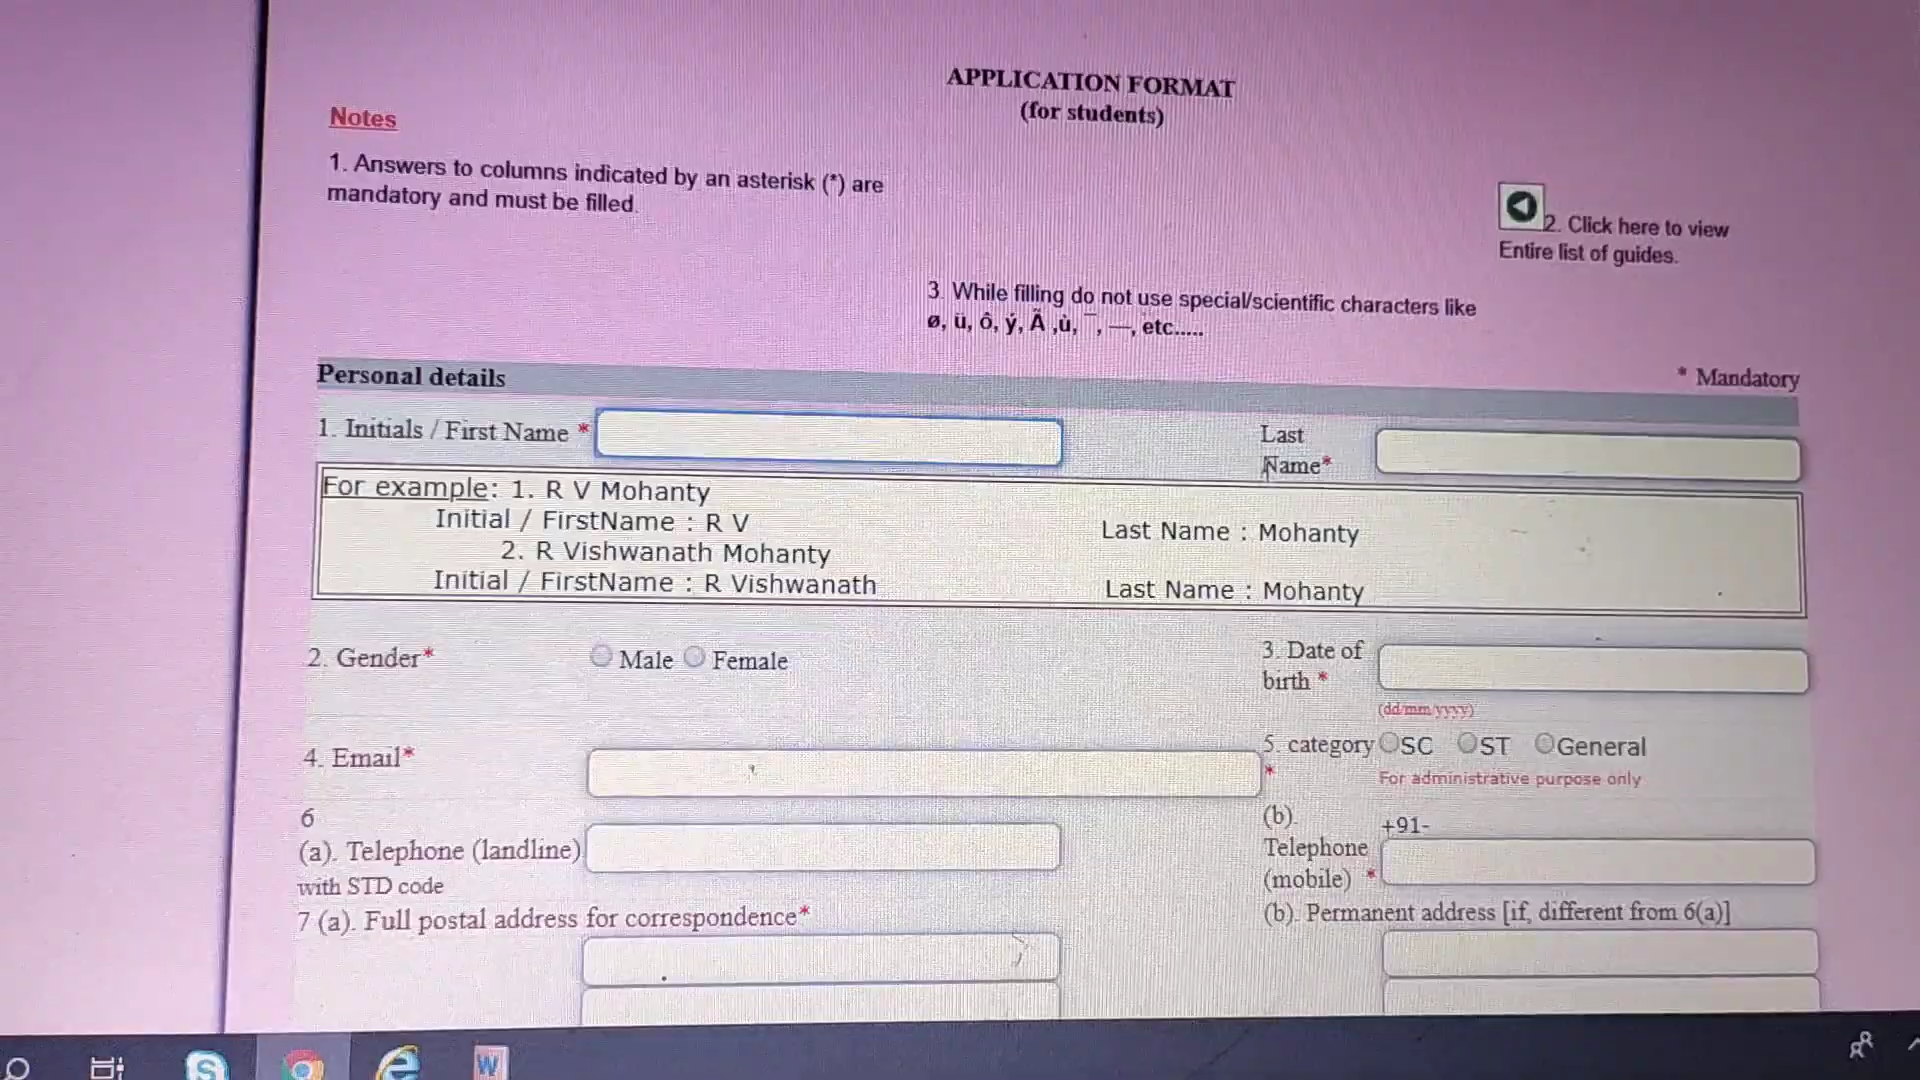 APPLICATION FORMAT
(for students)
Notes
1. Answers to columns indicated by an asterisk (*) are
mandatory and must be filled.
2. Click here to view
Entire list of guides.
3. While filling do not use special/scientific characters like
ø, ü, ô, ý, Ã ,ù, ¯, —, etc.....
* Mandatory
Personal details
1. Initials / First Name *
Last
Name*
For example: 1. R V Mohanty
Initial / FirstName : R V
Last Name : Mohanty
2. R Vishwanath Mohanty
Initial / FirstName : R Vishwanath
Last Name : Mohanty
2. Gender*
Male
Female
3. Date of
birth *
(dd/mm/yyyy)
4. Email*
5. category
*
SC
ST
General
For administrative purpose only
6
(a). Telephone (landline)
with STD code
(b).
Telephone
(mobile) *
+91-
7 (a). Full postal address for correspondence*
(b). Permanent address [if, different from 6(a)]